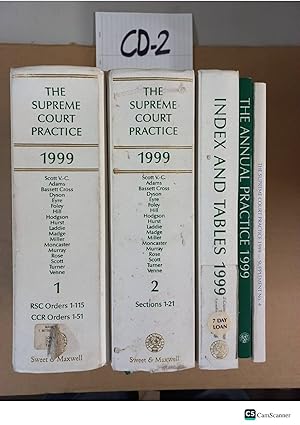 CD-2
THE
SUPREME
COURT
PRACTICE
1999
Scott V.-C.
Adams
Bassett Cross
Dyson
Eyre
Foley
Hill
Hodgson
Hurst
Laddie
Madge
Miller
Moncaster
Murray
Rose
Scott
Turner
Venne
1
RSC Orders 1-115
CCR Orders 1-51
Sweet & Maxwell
THE
SUPREME
COURT
PRACTICE
1999
Scott V.-C.
Adams
Bassett Cross
Dyson
Eyre
Foley
Hill
Hodgson
Hurst
Laddie
Madge
Miller
Moncaster
Murray
Rose
Scott
Turner
Venne
2
Sections 1-21
Sweet & Maxwell
INDEX AND TABLES 1999
7 DAY
LOAN
THE ANNUAL PRACTICE 1999
THE SUPREME COURT PRACTICE 1999 SUPPLEMENT NO. 4
CS CamScanner